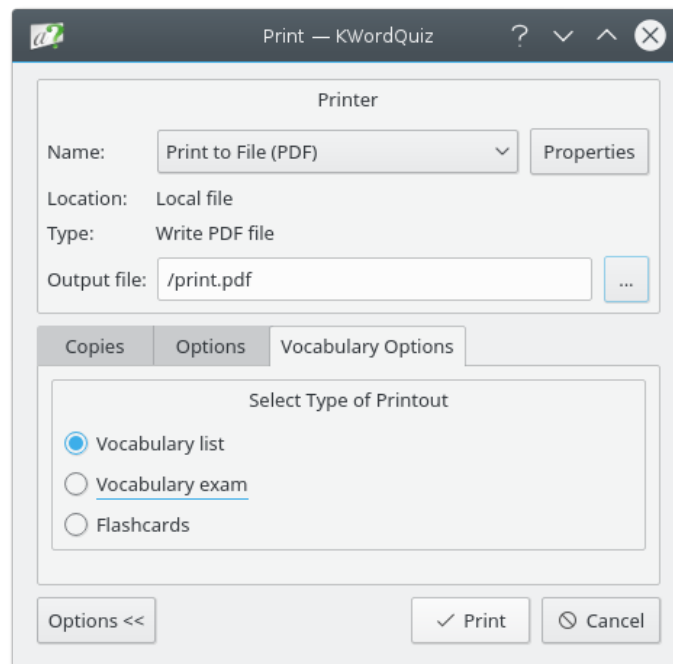 Print — KWordQuiz
Printer
Name: Print to File (PDF) Properties
Location: Local file
Type: Write PDF file
Output file: /print.pdf ...
Copies Options Vocabulary Options
Select Type of Printout
Vocabulary list
Vocabulary exam
Flashcards
Options << Print Cancel